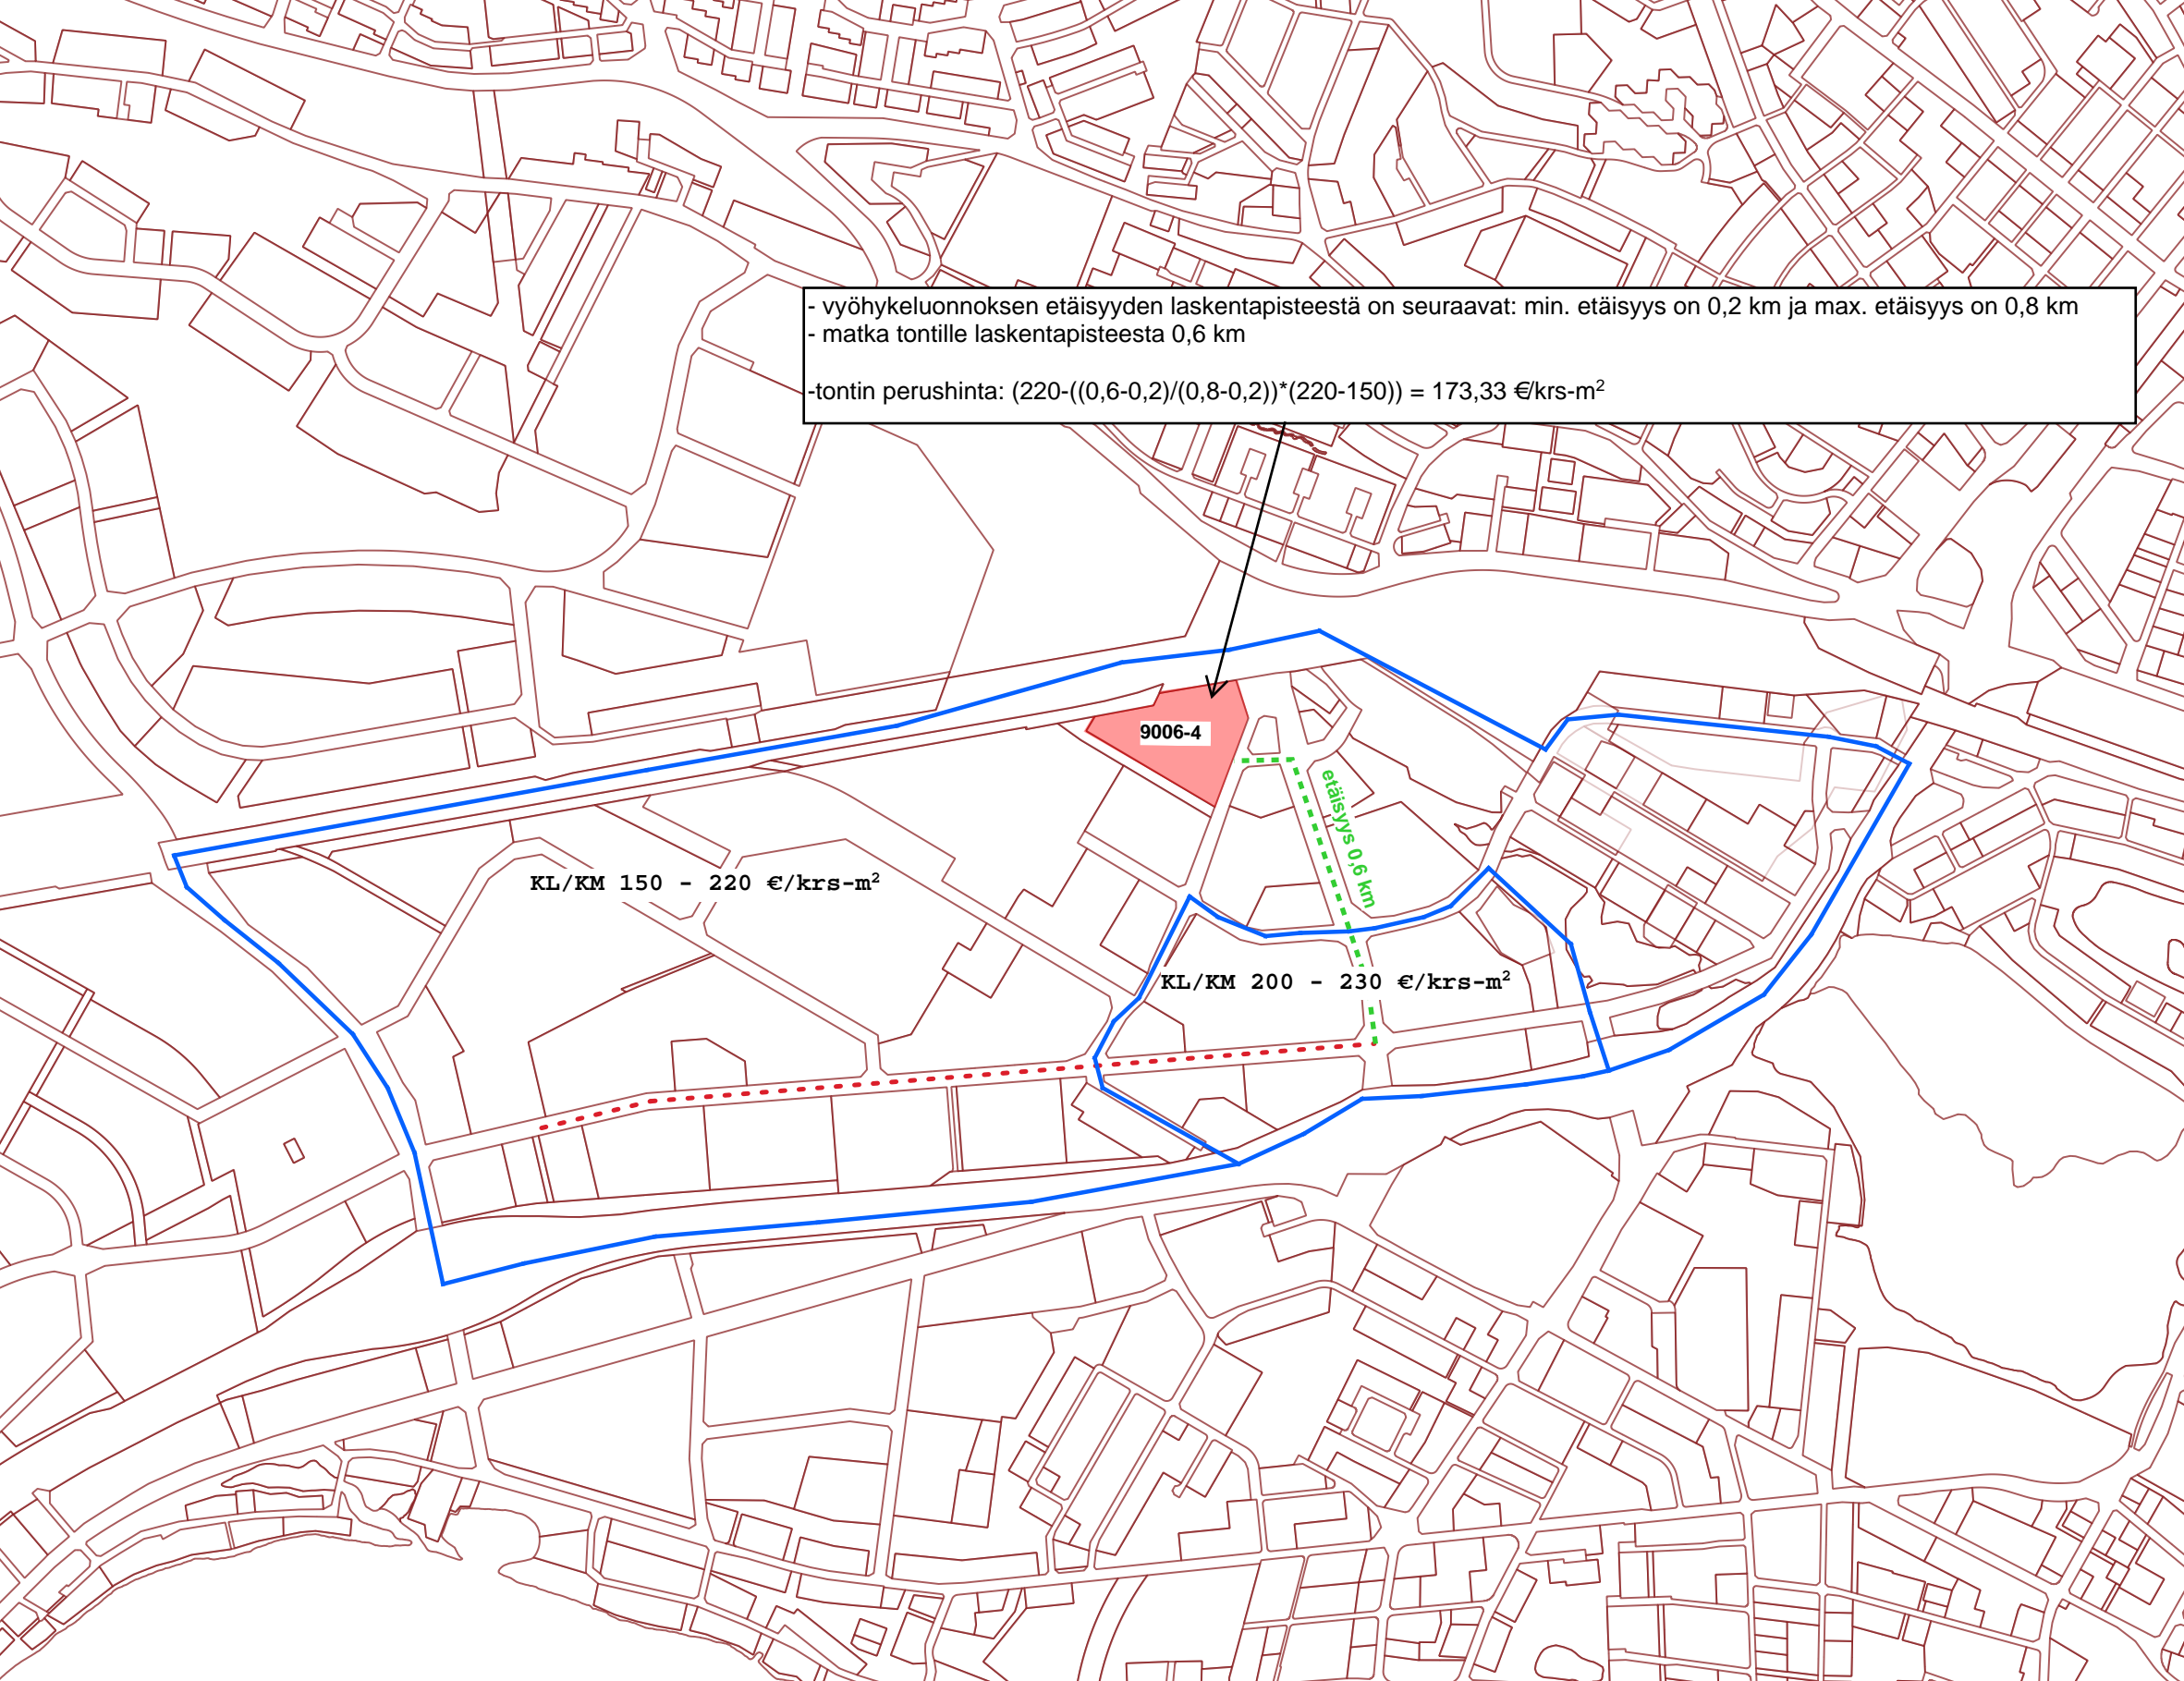 - vyöhykeluonnoksen etäisyyden laskentapisteestä on seuraavat: min. etäisyys on 0,2 km ja max. etäisyys on 0,8 km
- matka tontille laskentapisteesta 0,6 km
-tontin perushinta: (220-((0,6-0,2)/(0,8-0,2))*(220-150)) = 173,33 €/krs-m²
9006-4
etäisyys 0,6 km
KL/KM 150 - 220 €/krs-m²
KL/KM 200 - 230 €/krs-m²